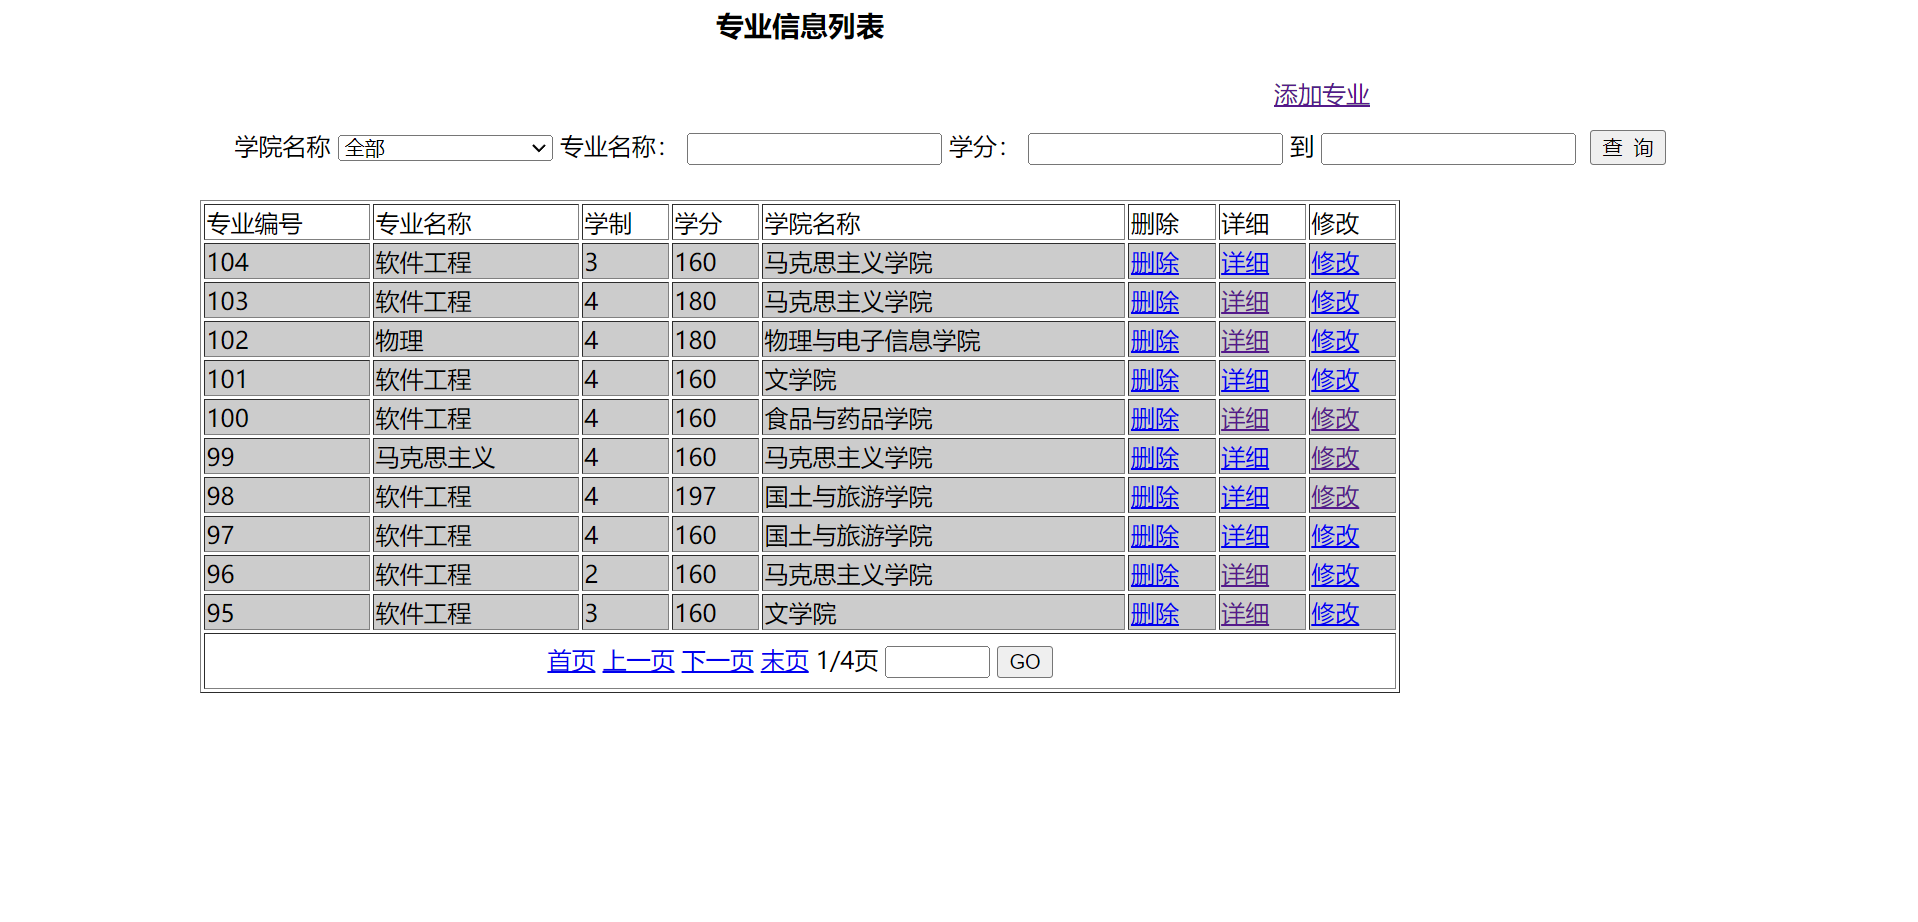 专业信息列表
添加专业
学院名称 全部 专业名称： 学分： 到 查 询
专业编号 专业名称 学制 学分 学院名称 删除 详细 修改
104 软件工程 3 160 马克思主义学院 删除 详细 修改
103 软件工程 4 180 马克思主义学院 删除 详细 修改
102 物理 4 180 物理与电子信息学院 删除 详细 修改
101 软件工程 4 160 文学院 删除 详细 修改
100 软件工程 4 160 食品与药品学院 删除 详细 修改
99 马克思主义 4 160 马克思主义学院 删除 详细 修改
98 软件工程 4 197 国土与旅游学院 删除 详细 修改
97 软件工程 4 160 国土与旅游学院 删除 详细 修改
96 软件工程 2 160 马克思主义学院 删除 详细 修改
95 软件工程 3 160 文学院 删除 详细 修改
首页 上一页 下一页 末页 1/4页 GO